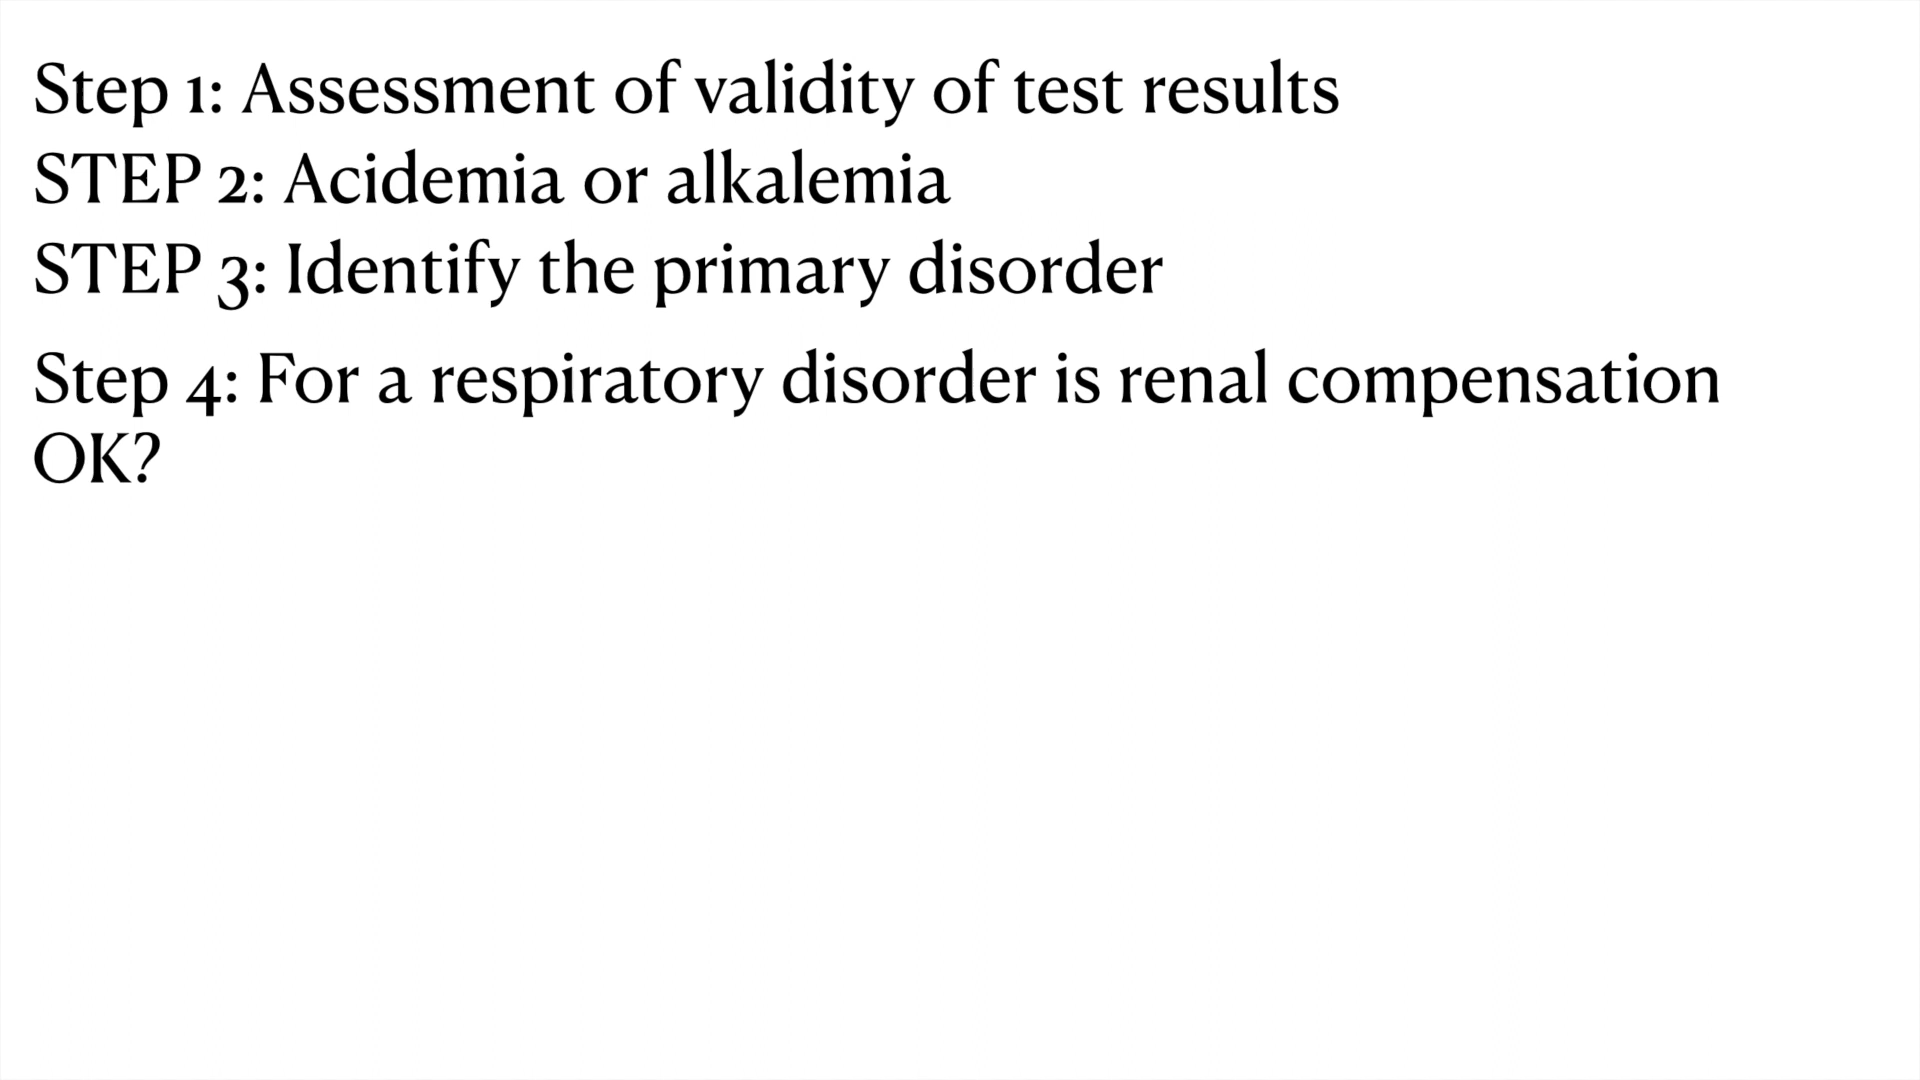 Step 1: Assessment of validity of test results
STEP 2: Acidemia or alkalemia
STEP 3: Identify the primary disorder
Step 4: For a respiratory disorder is renal compensation
OK?